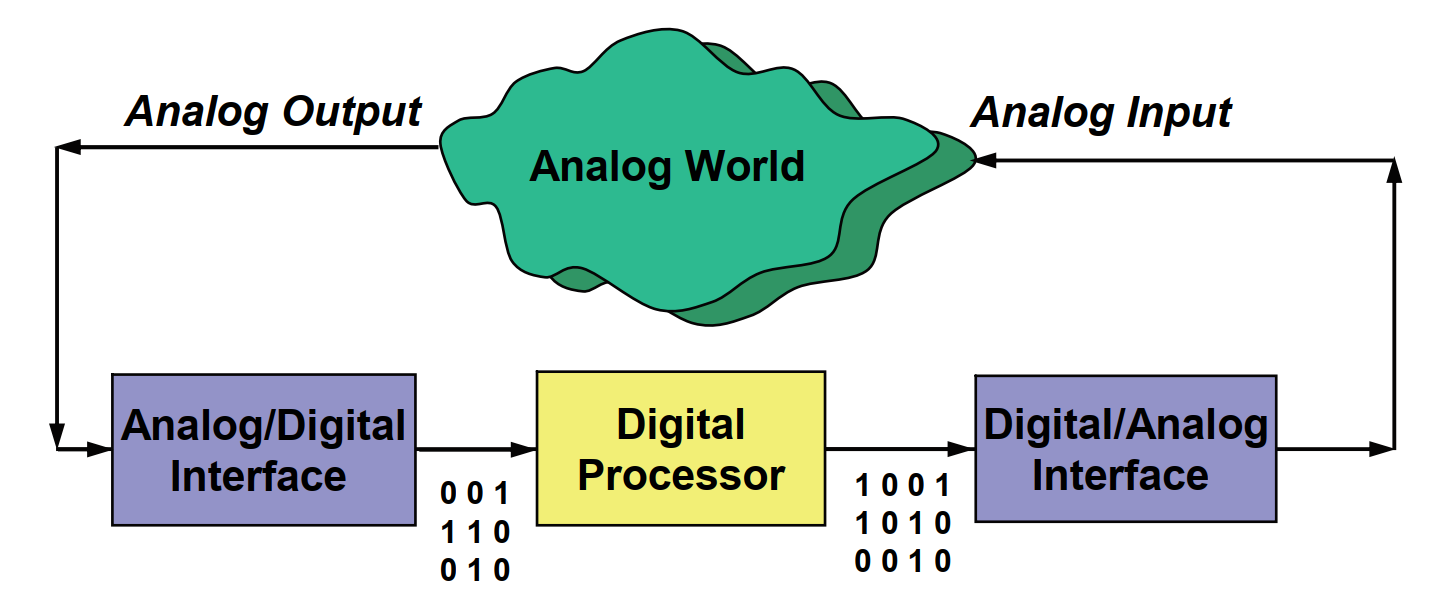 Analog Output
Analog Input
Analog World
Analog/Digital
Interface
Digital
Processor
Digital/Analog
Interface
0 0 1
1 1 0
0 1 0
1 0 0 1
1 0 1 0
0 0 1 0